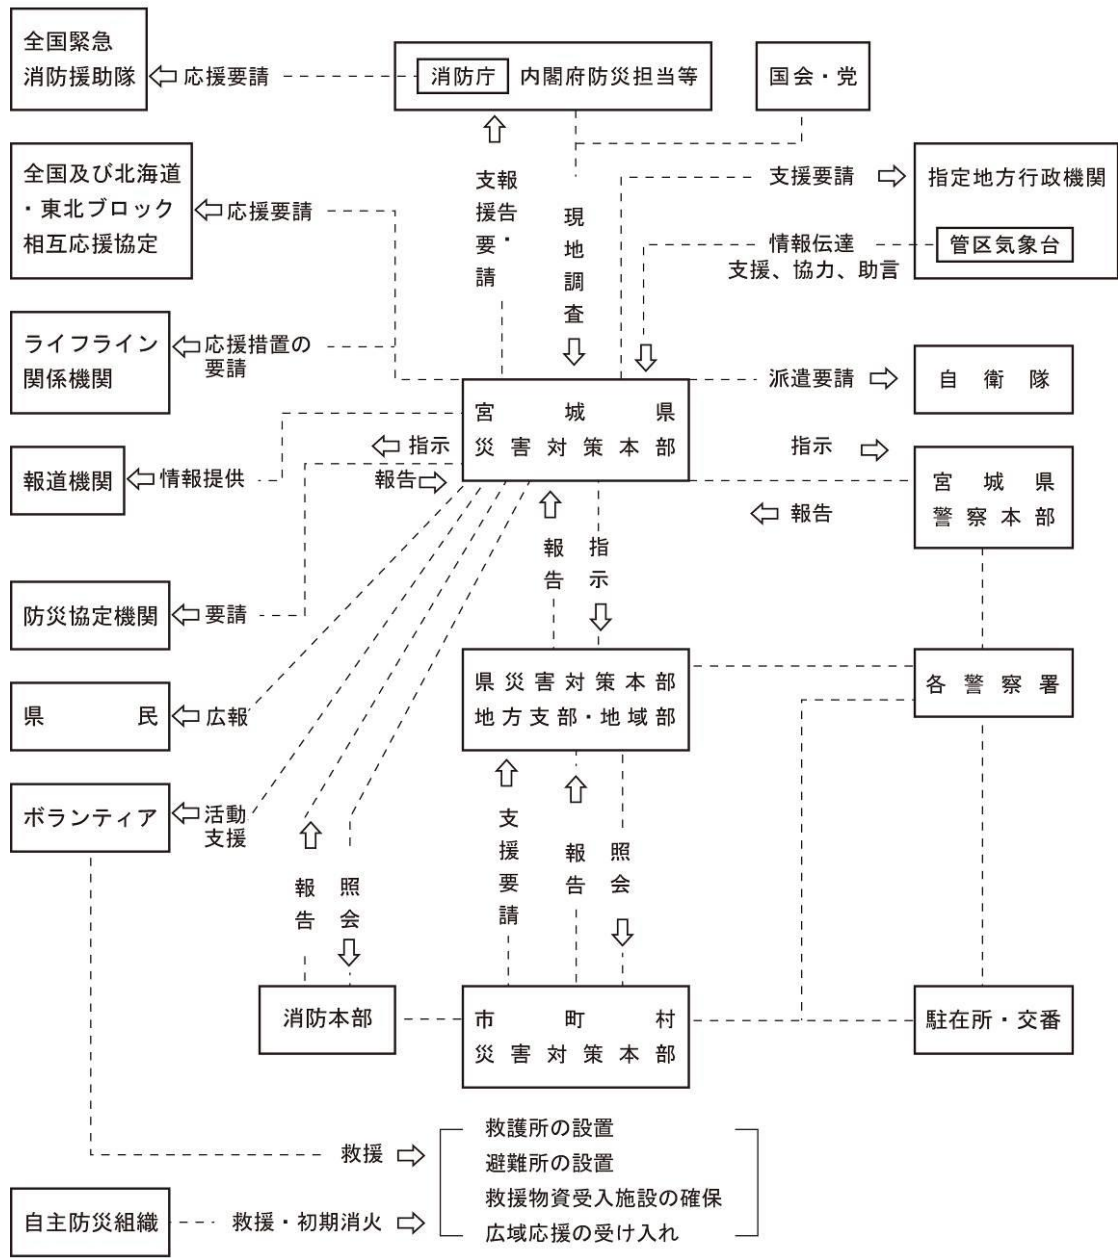 全国緊急
消防援助隊
応援要請
消防庁 内閣府防災担当等
国会・党
全国及び北海道
・東北ブロック
相互応援協定
応援要請
報告・
支援要請
現地調査
支援要請
指定地方行政機関
情報伝達
支援、協力、助言
管区気象台
ライフライン
関係機関
応援措置の
要請
宮城県
災害対策本部
派遣要請
自衛隊
報道機関
情報提供
指示
報告
指示
報告
宮城県
警察本部
報告
指示
防災協定機関
要請
県災害対策本部
地方支部・地域部
各警察署
県民
広報
ボランティア
活動
支援
報告
照会
支援要請
報告
照会
消防本部
市町村
災害対策本部
駐在所・交番
救援
救護所の設置
避難所の設置
救援物資受入施設の確保
広域応援の受け入れ
自主防災組織
救援・初期消火